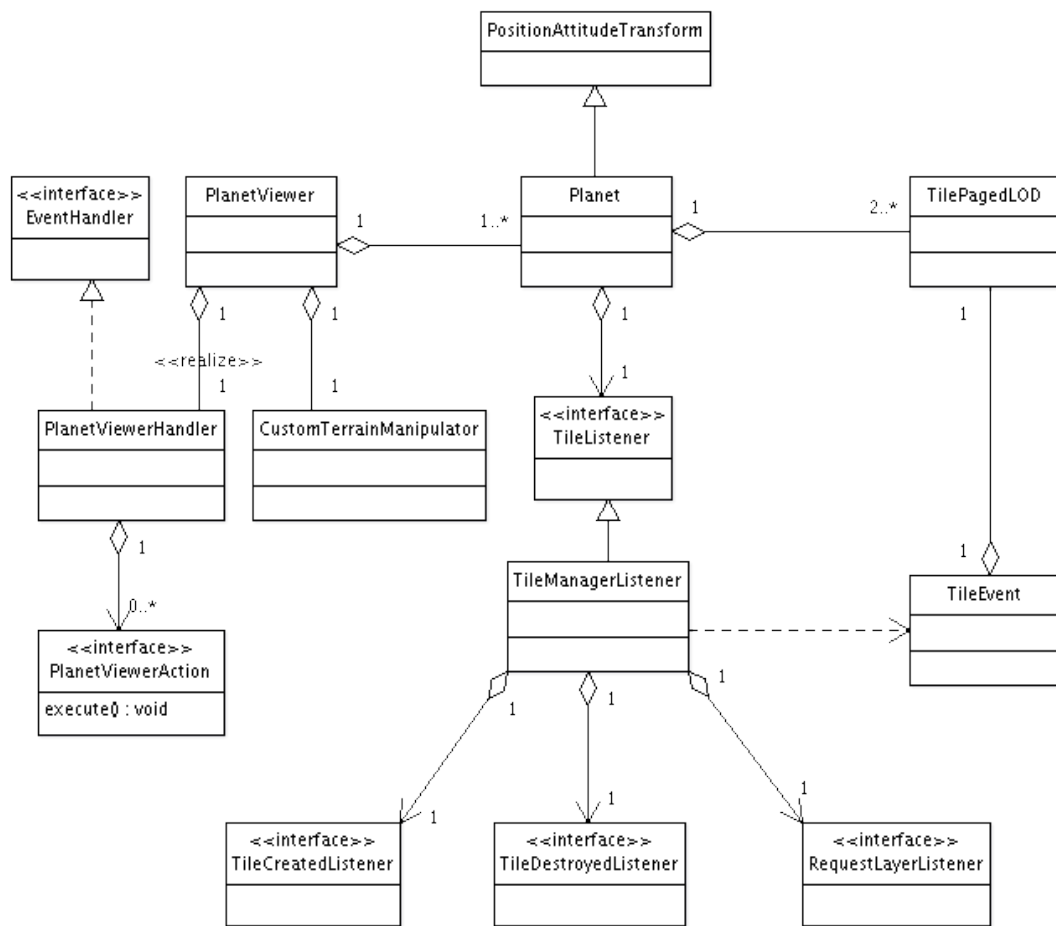 PositionAttitudeTransform
<<interface>>
EventHandler
PlanetViewer
Planet
TilePagedLOD
1
1..*
1
2..*
1
1
1
1
<<realize>>
1
1
1
PlanetViewerHandler
CustomTerrainManipulator
<<interface>>
TileListener
1
1
0..*
TileManagerListener
TileEvent
<<interface>>
PlanetViewerAction
execute() : void
1
1
1
1
1
1
<<interface>>
TileCreatedListener
<<interface>>
TileDestroyedListener
<<interface>>
RequestLayerListener